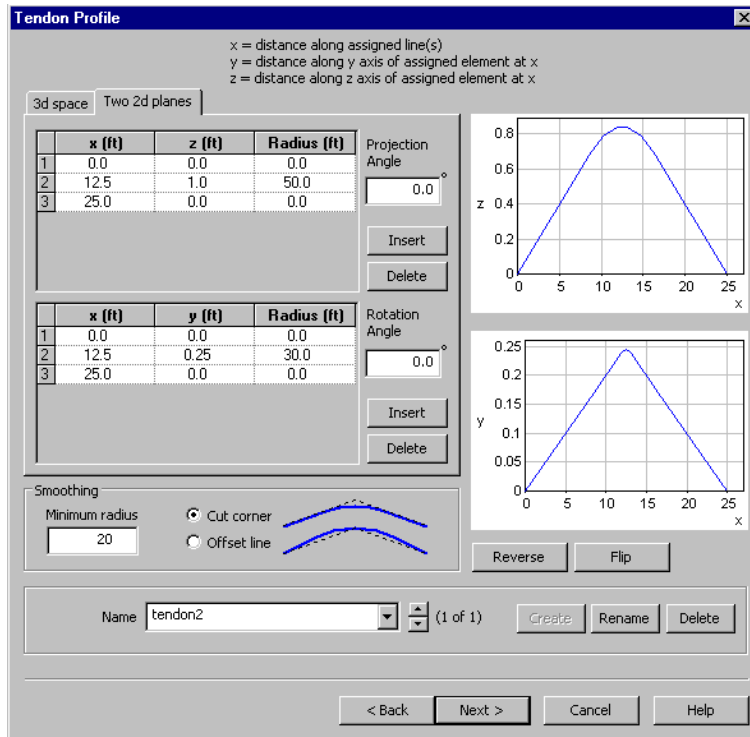 Tendon Profile
x = distance along assigned line(s)
y = distance along y axis of assigned element at x
z = distance along z axis of assigned element at x
3d space Two 2d planes
x (ft) z (ft) Radius (ft)
1 0.0 0.0 0.0
2 12.5 1.0 50.0
3 25.0 0.0 0.0
Projection
Angle
0.0 °
Insert
Delete
x (ft) y (ft) Radius (ft)
1 0.0 0.0 0.0
2 12.5 0.25 30.0
3 25.0 0.0 0.0
Rotation
Angle
0.0 °
Insert
Delete
0.8
0.6
z 0.4
0.2
0
0 5 10 15 20 25
x
0.25
0.2
0.15
y 0.1
0.05
0
0 5 10 15 20 25
x
Smoothing
Minimum radius
20
Cut corner
Offset line
Reverse Flip
Name tendon2 (1 of 1) Create Rename Delete
< Back Next > Cancel Help